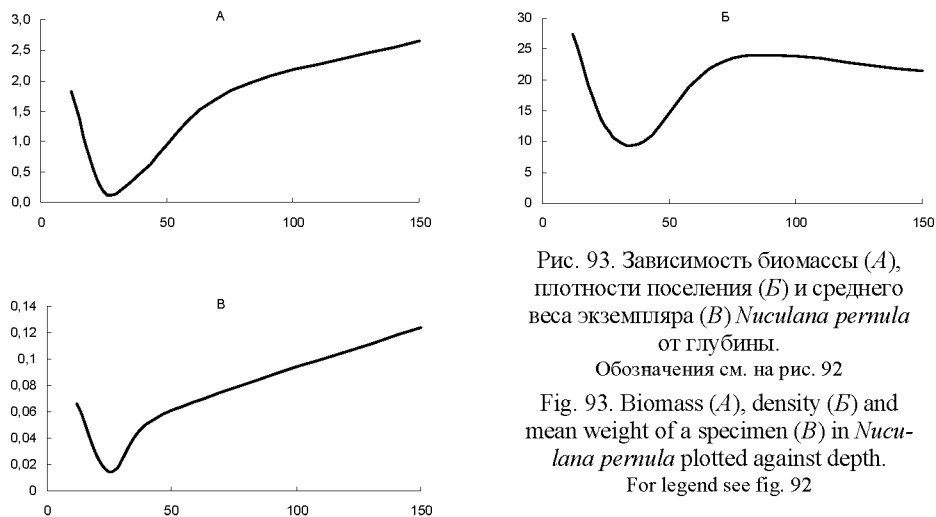 А
3,0
2,5
2,0
1,5
1,0
0,5
0,0
0 50 100 150
Б
30
25
20
15
10
5
0
0 50 100 150
В
0,14
0,12
0,1
0,08
0,06
0,04
0,02
0
0 50 100 150
Рис. 93. Зависимость биомассы (А),
плотности поселения (Б) и среднего
веса экземпляра (В) Nuculana pernula
от глубины.
Обозначения см. на рис. 92
Fig. 93. Biomass (А), density (Б) and
mean weight of a specimen (В) in Nucu-
lana pernula plotted against depth.
For legend see fig. 92